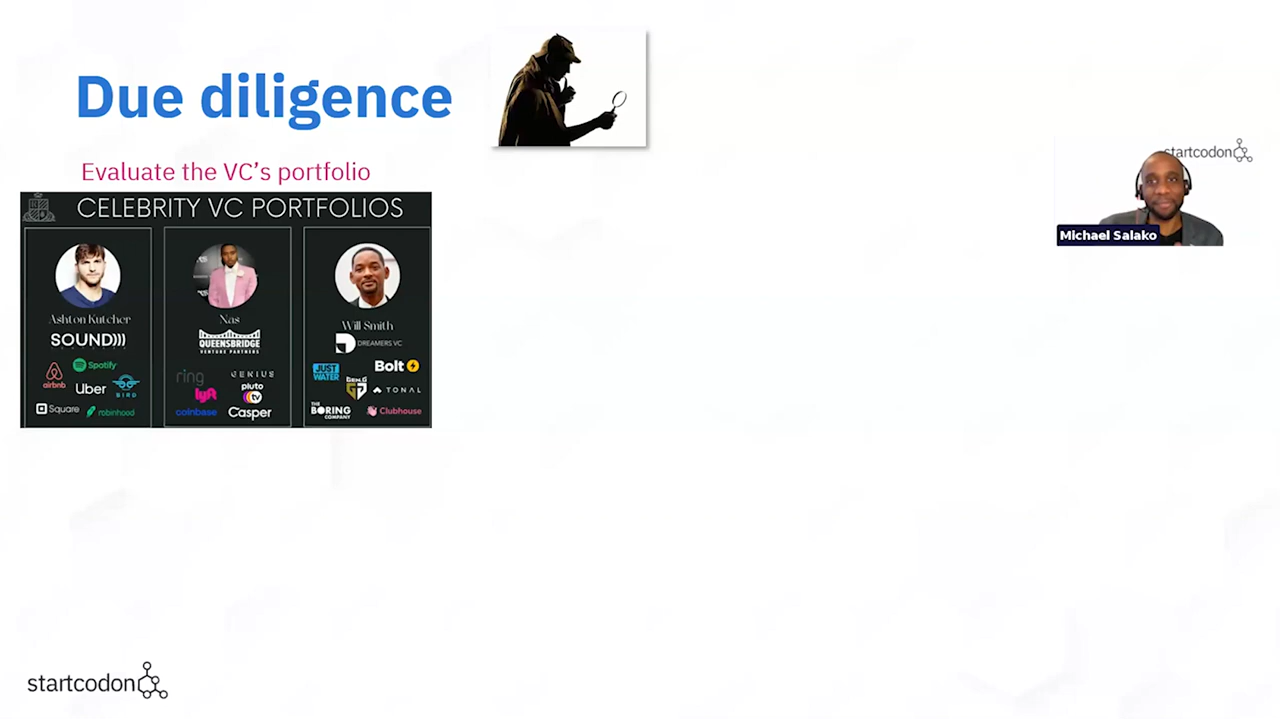 Due diligence
Evaluate the VC's portfolio
CELEBRITY VC PORTFOLIOS
Ashton Kutcher
SOUND)))
Spotify
airbnb
Uber
BIRD
Square
robinhood
Nas
QUEENSBRIDGE
VENTURE PARTNERS
ring
GENIUS
lyft
pluto
tv
coinbase
Casper
Will Smith
DREAMERS VC
JUST
WATER
Bolt
GEN.G
TONAL
THE
BORING
COMPANY
Clubhouse
startcodon
Michael Salako
startcodon